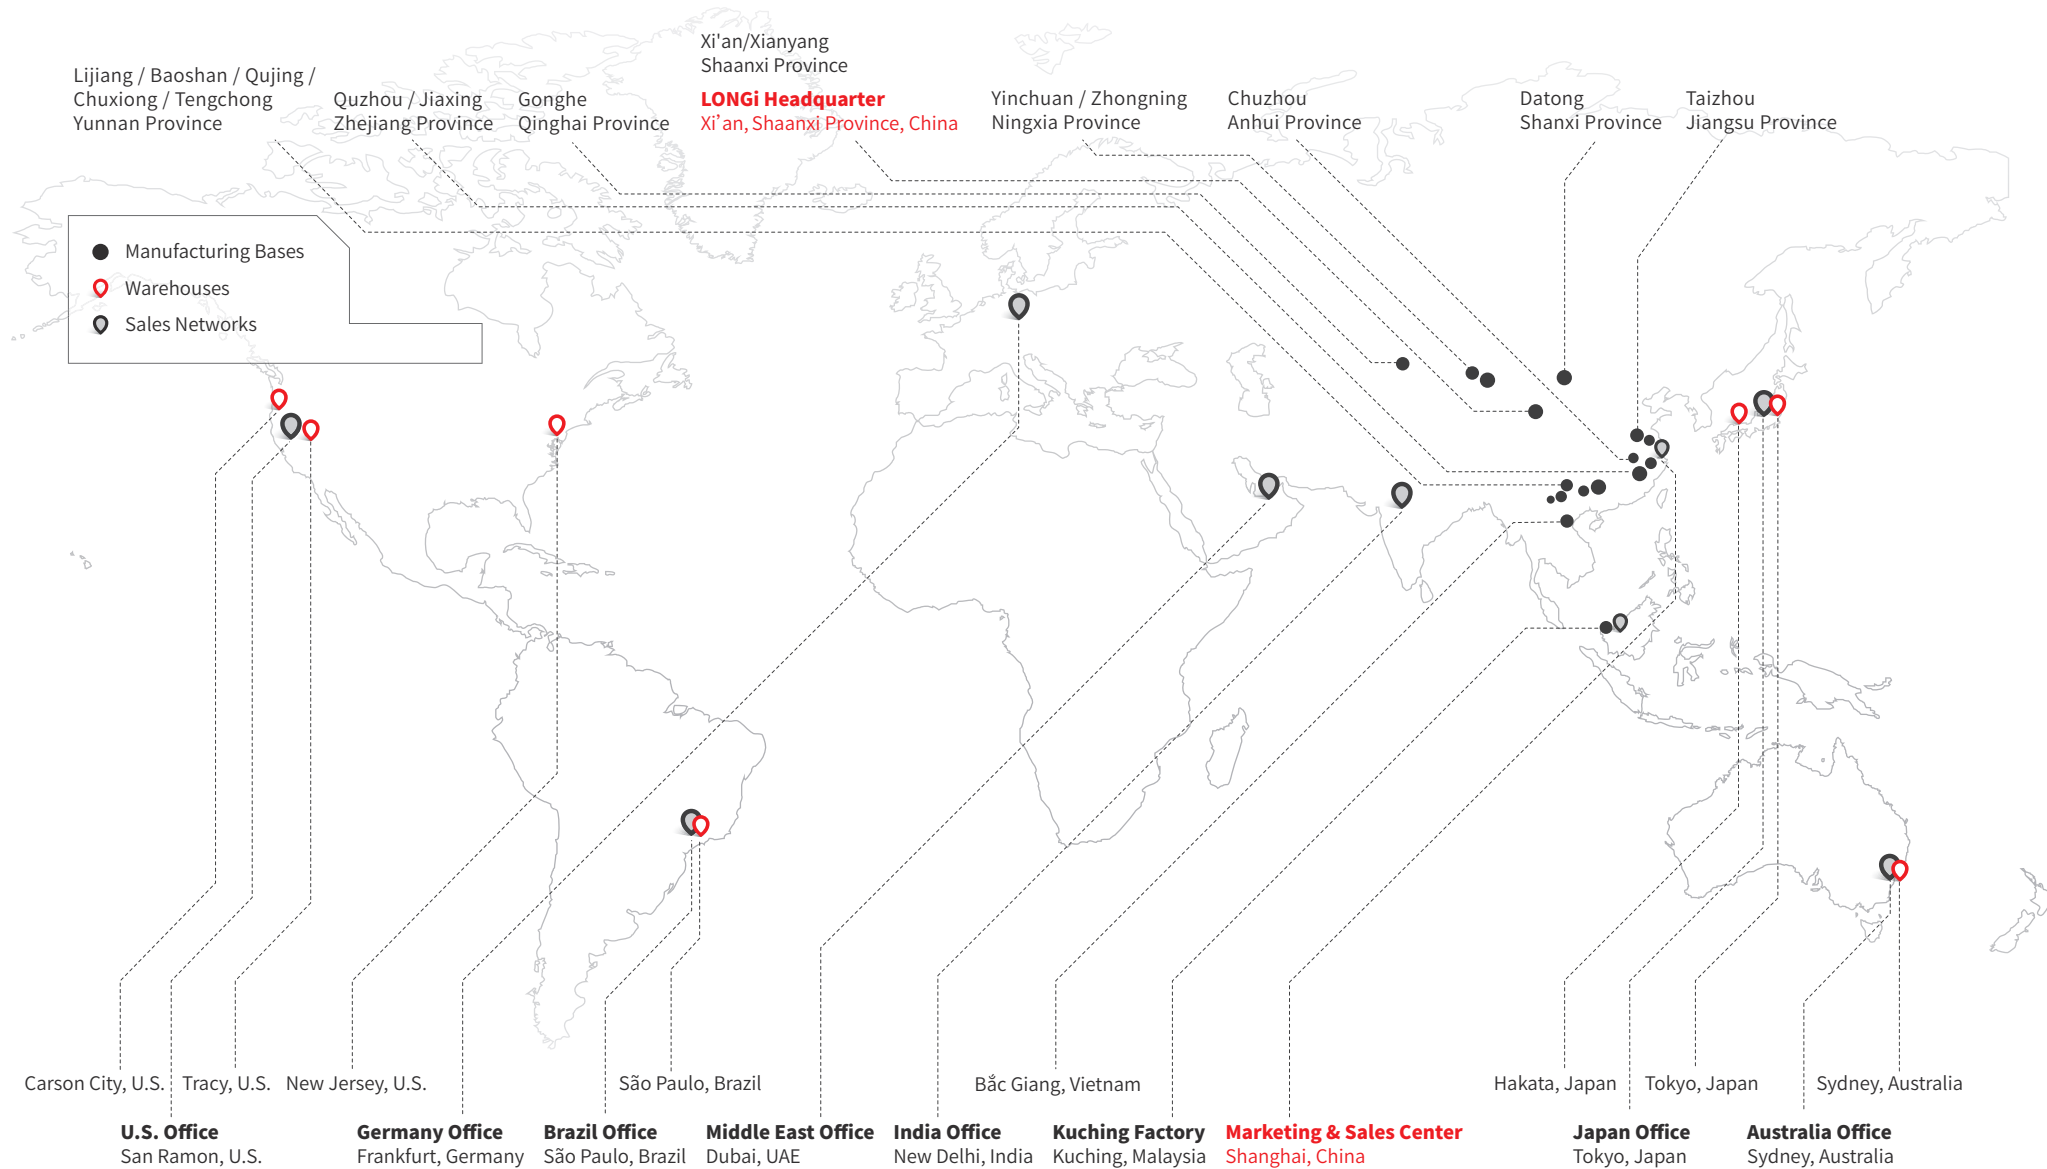 Lijiang / Baoshan / Qujing /
Chuxiong / Tengchong
Yunnan Province
Quzhou / Jiaxing
Zhejiang Province
Gonghe
Qinghai Province
Xi'an/Xianyang
Shaanxi Province
LONGi Headquarter
Xi’an, Shaanxi Province, China
Yinchuan / Zhongning
Ningxia Province
Chuzhou
Anhui Province
Datong
Shanxi Province
Taizhou
Jiangsu Province
Manufacturing Bases
Warehouses
Sales Networks
Carson City, U.S.
Tracy, U.S.
New Jersey, U.S.
São Paulo, Brazil
Bắc Giang, Vietnam
Hakata, Japan
Tokyo, Japan
Sydney, Australia
U.S. Office
San Ramon, U.S.
Germany Office
Frankfurt, Germany
Brazil Office
São Paulo, Brazil
Middle East Office
Dubai, UAE
India Office
New Delhi, India
Kuching Factory
Kuching, Malaysia
Marketing & Sales Center
Shanghai, China
Japan Office
Tokyo, Japan
Australia Office
Sydney, Australia